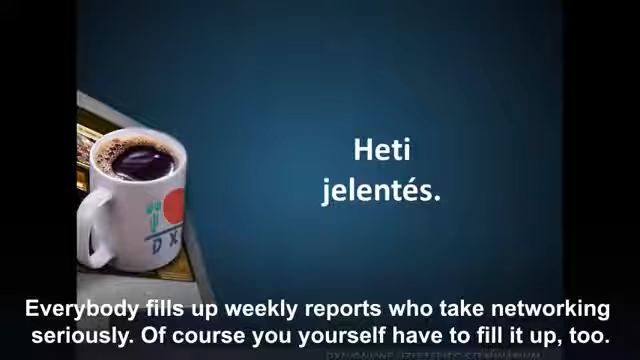 Heti
jelentés.
DX
Everybody fills up weekly reports who take networking
seriously. Of course you yourself have to fill it up, too.